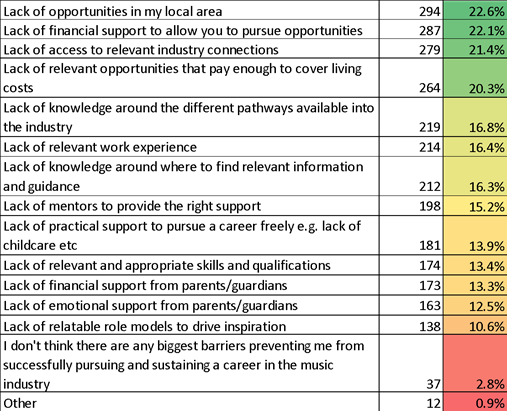 Lack of opportunities in my local area 294 22.6%
Lack of financial support to allow you to pursue opportunities 287 22.1%
Lack of access to relevant industry connections 279 21.4%
Lack of relevant opportunities that pay enough to cover living
costs 264 20.3%
Lack of knowledge around the different pathways available into
the industry 219 16.8%
Lack of relevant work experience 214 16.4%
Lack of knowledge around where to find relevant information
and guidance 212 16.3%
Lack of mentors to provide the right support 198 15.2%
Lack of practical support to pursue a career freely e.g. lack of
childcare etc 181 13.9%
Lack of relevant and appropriate skills and qualifications 174 13.4%
Lack of financial support from parents/guardians 173 13.3%
Lack of emotional support from parents/guardians 163 12.5%
Lack of relatable role models to drive inspiration 138 10.6%
I don't think there are any biggest barriers preventing me from
successfully pursuing and sustaining a career in the music
industry 37 2.8%
Other 12 0.9%